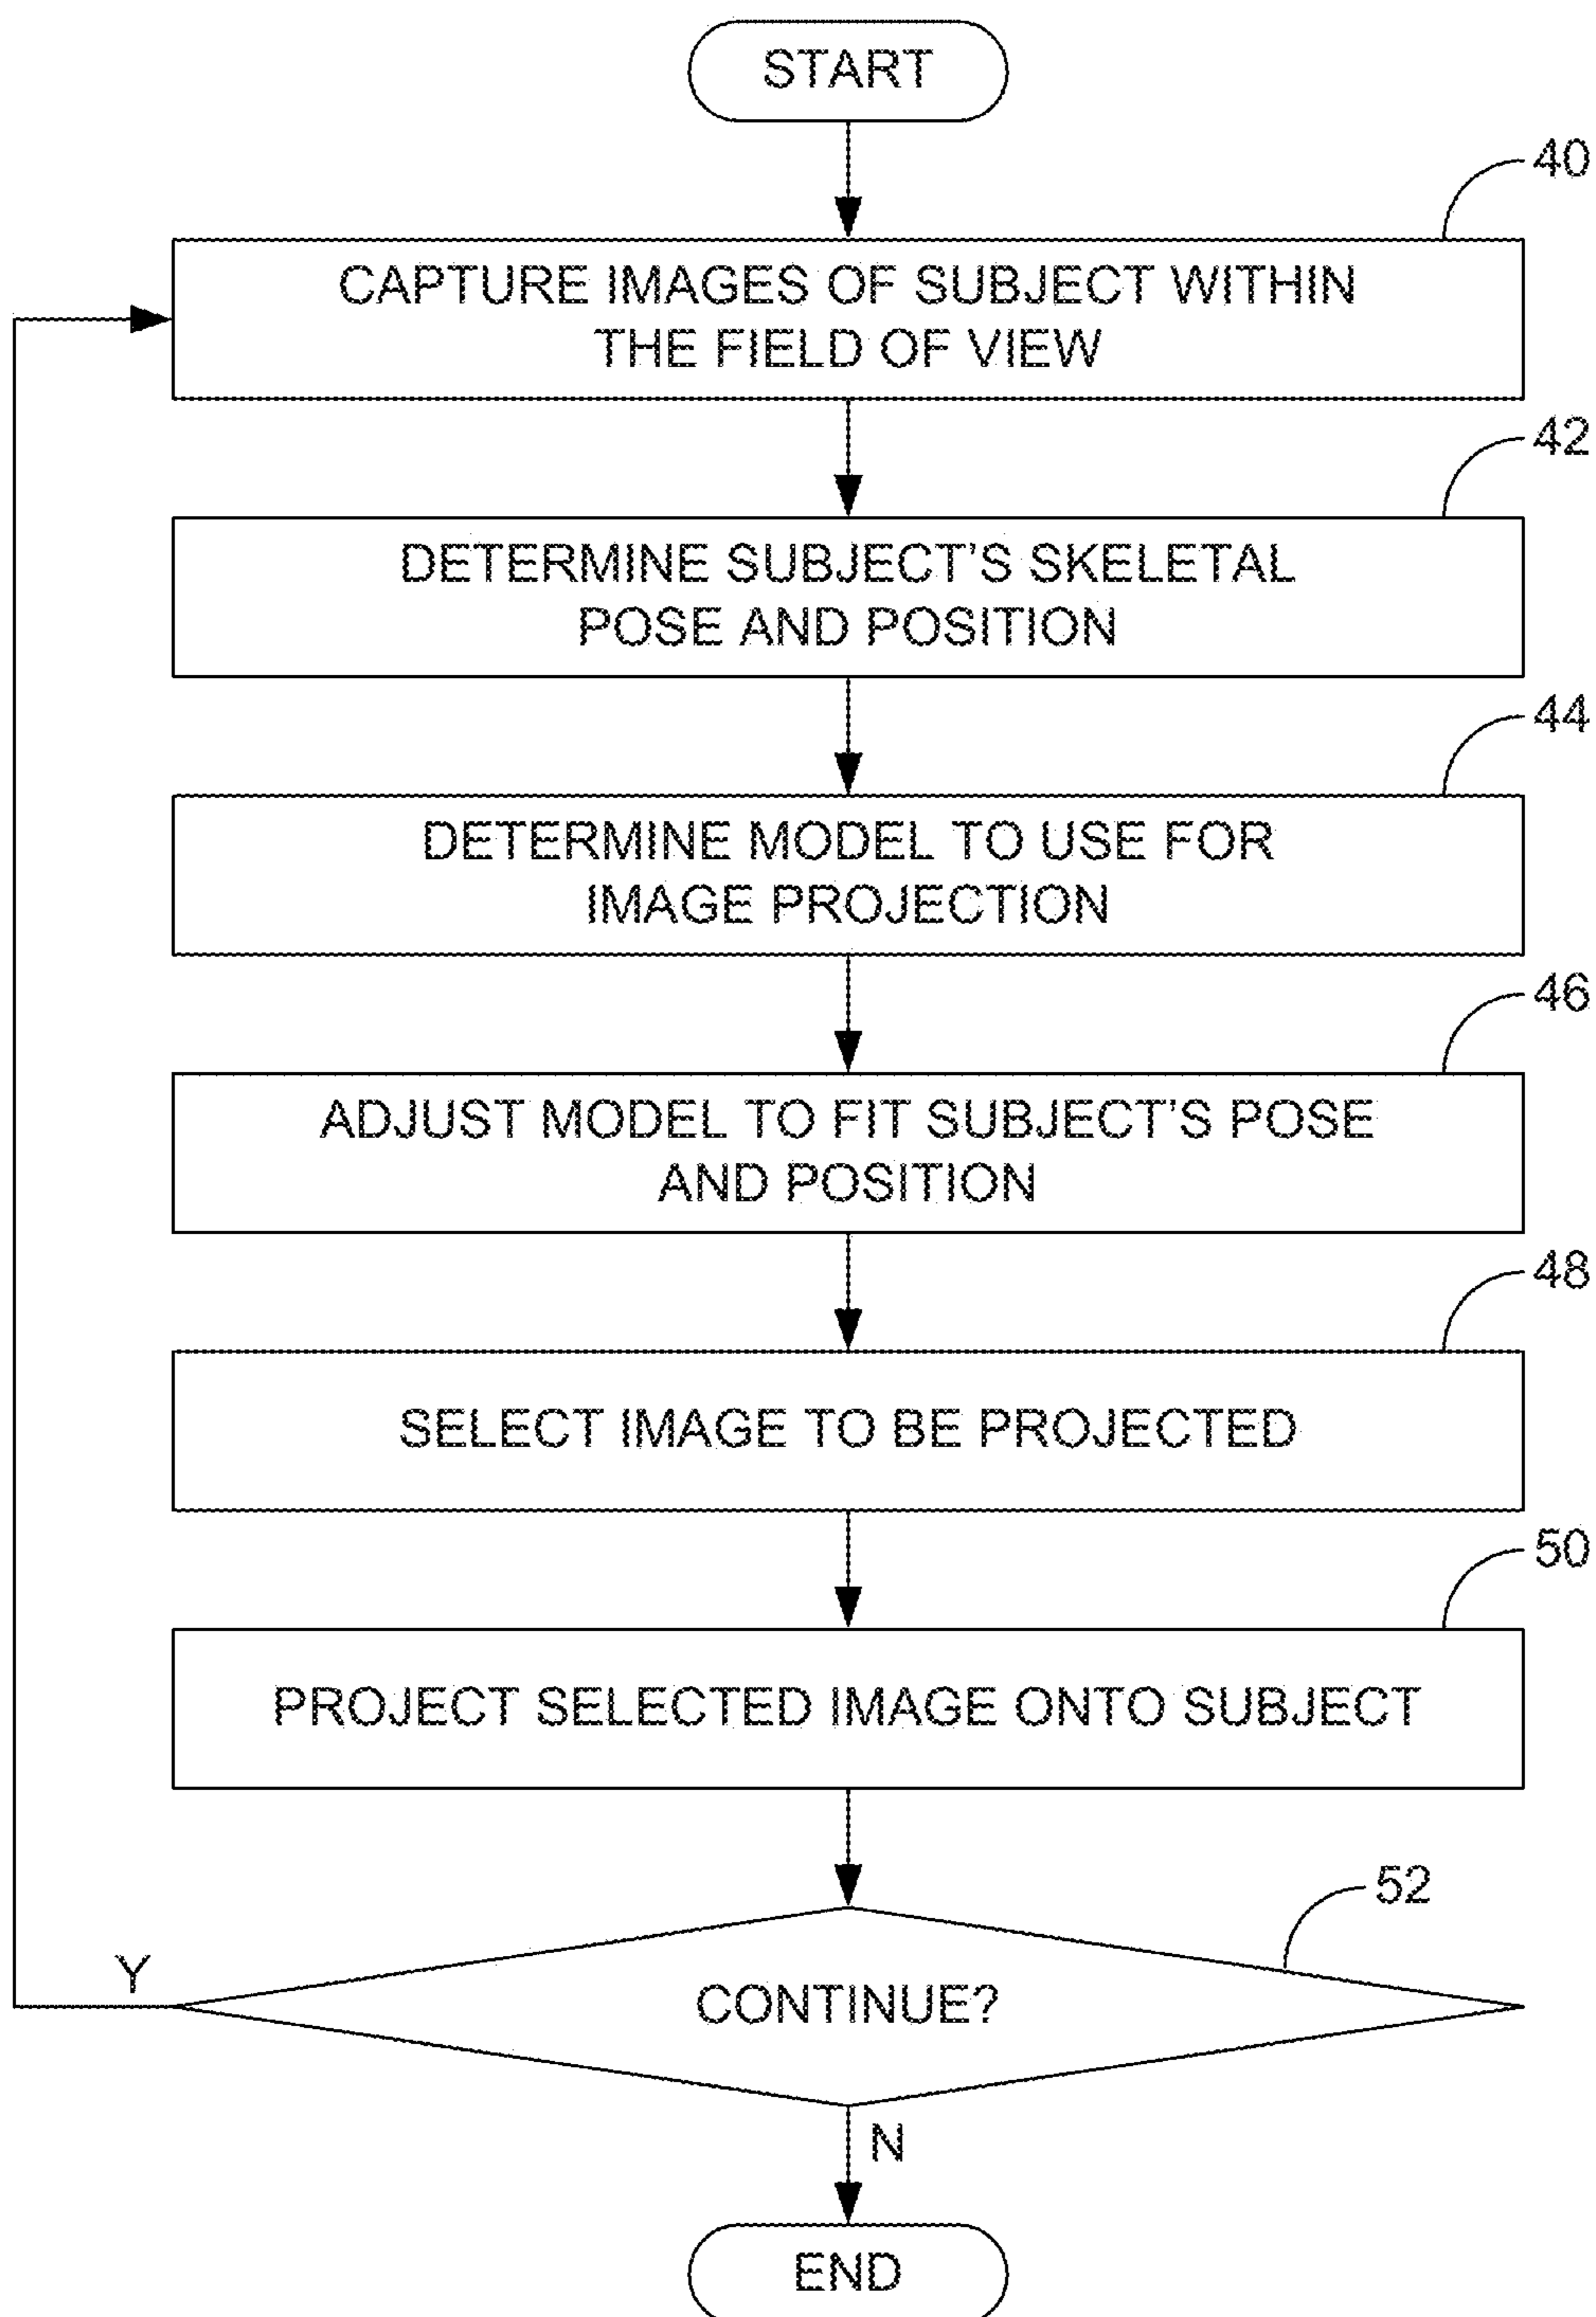 START
40
CAPTURE IMAGES OF SUBJECT WITHIN
THE FIELD OF VIEW
42
DETERMINE SUBJECT'S SKELETAL
POSE AND POSITION
44
DETERMINE MODEL TO USE FOR
IMAGE PROJECTION
46
ADJUST MODEL TO FIT SUBJECT'S POSE
AND POSITION
48
SELECT IMAGE TO BE PROJECTED
50
PROJECT SELECTED IMAGE ONTO SUBJECT
52
Y
CONTINUE?
N
END